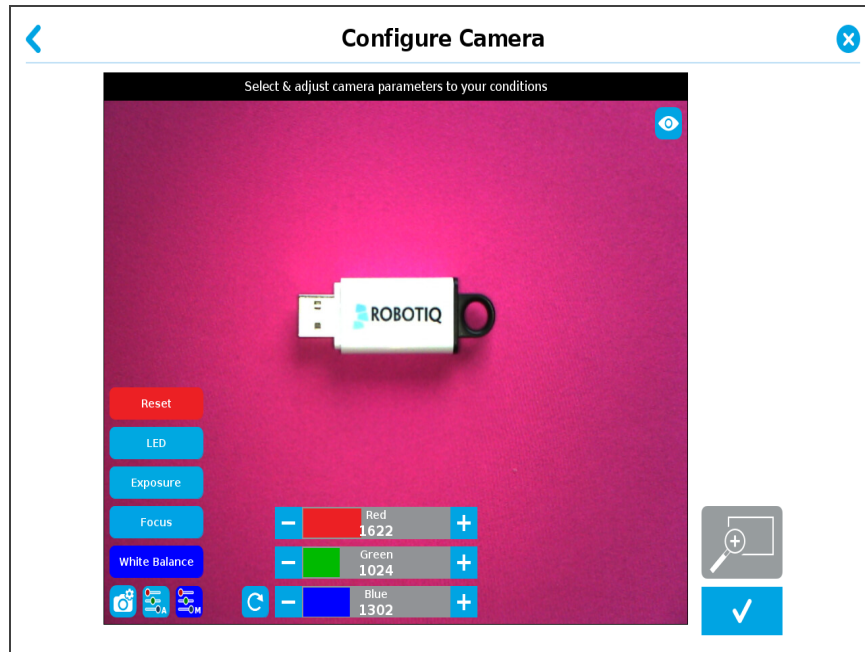 Configure Camera
Select & adjust camera parameters to your conditions
ROBOTIQ
Reset
LED
Exposure
Focus
White Balance
Red
1622
Green
1024
Blue
1302
A
M